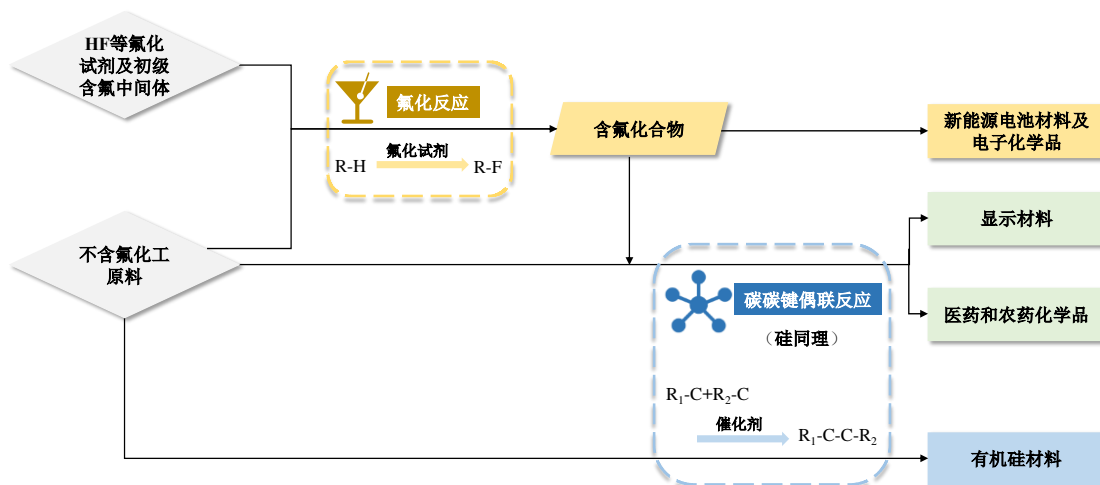 HF等氟化
试剂及初级
含氟中间体
氟化反应
氟化试剂
R-H
R-F
含氟化合物
新能源电池材料及
电子化学品
不含氟化工
原料
显示材料
碳碳键偶联反应
（硅同理）
医药和农药化学品
R₁-C+R₂-C
催化剂
R₁-C-C-R₂
有机硅材料